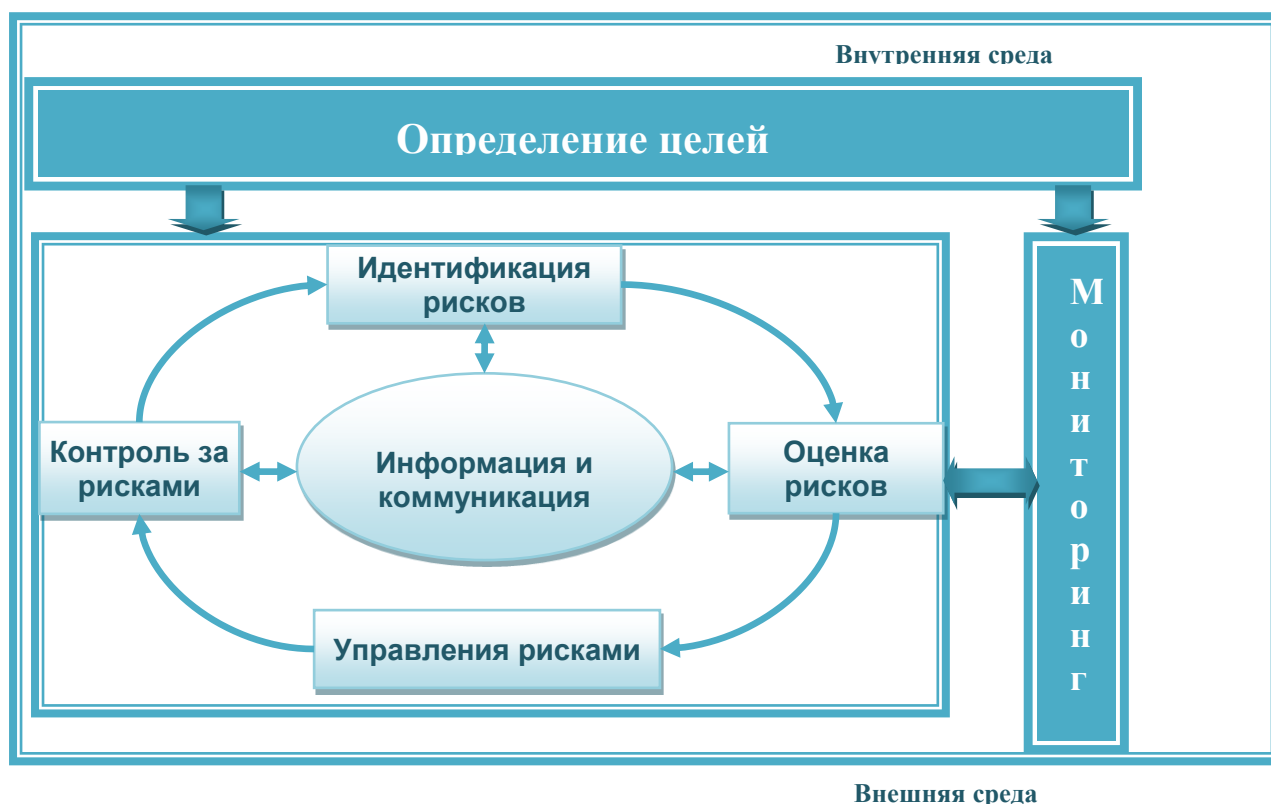 Внутренняя среда
Определение целей
Идентификация
рисков
Контроль за
рисками
Информация и
коммуникация
Оценка
рисков
Управления рисками
М
о
н
и
т
о
р
и
н
г
Внешняя среда